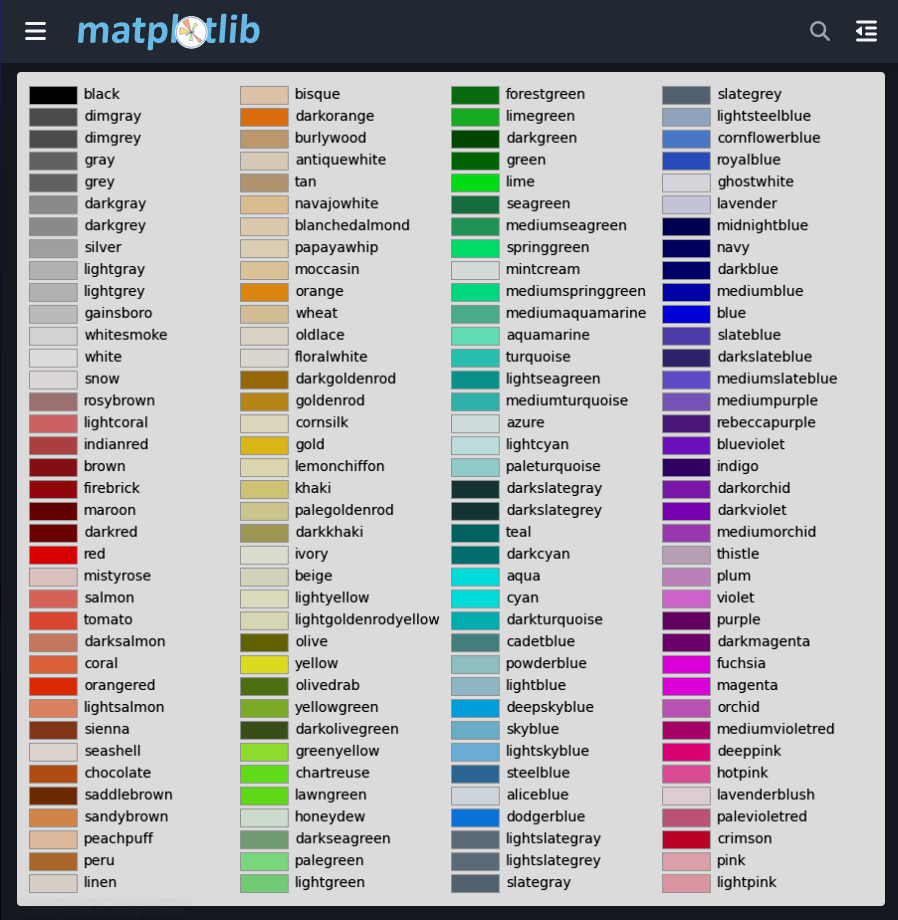 matplotlib
black
dimgray
dimgrey
gray
grey
darkgray
darkgrey
silver
lightgray
lightgrey
gainsboro
whitesmoke
white
snow
rosybrown
lightcoral
indianred
brown
firebrick
maroon
darkred
red
mistyrose
salmon
tomato
darksalmon
coral
orangered
lightsalmon
sienna
seashell
chocolate
saddlebrown
sandybrown
peachpuff
peru
linen
bisque
darkorange
burlywood
antiquewhite
tan
navajowhite
blanchedalmond
papayawhip
moccasin
orange
wheat
oldlace
floralwhite
darkgoldenrod
goldenrod
cornsilk
gold
lemonchiffon
khaki
palegoldenrod
darkkhaki
ivory
beige
lightyellow
lightgoldenrodyellow
olive
yellow
olivedrab
yellowgreen
darkolivegreen
greenyellow
chartreuse
lawngreen
honeydew
darkseagreen
palegreen
lightgreen
forestgreen
limegreen
darkgreen
green
lime
seagreen
mediumseagreen
springgreen
mintcream
mediumspringgreen
mediumaquamarine
aquamarine
turquoise
lightseagreen
mediumturquoise
azure
lightcyan
paleturquoise
darkslategray
darkslategrey
teal
darkcyan
aqua
cyan
darkturquoise
cadetblue
powderblue
lightblue
deepskyblue
skyblue
lightskyblue
steelblue
aliceblue
dodgerblue
lightslategray
lightslategrey
slategray
slategrey
lightsteelblue
cornflowerblue
royalblue
ghostwhite
lavender
midnightblue
navy
darkblue
mediumblue
blue
slateblue
darkslateblue
mediumslateblue
mediumpurple
rebeccapurple
blueviolet
indigo
darkorchid
darkviolet
mediumorchid
thistle
plum
violet
purple
darkmagenta
fuchsia
magenta
orchid
mediumvioletred
deeppink
hotpink
lavenderblush
palevioletred
crimson
pink
lightpink